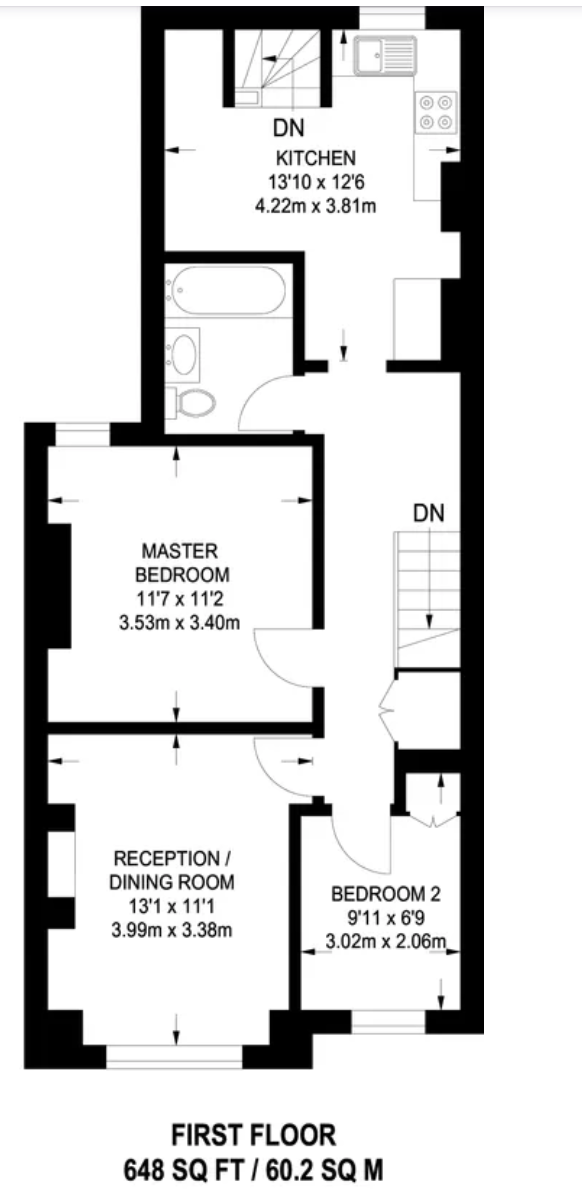 DN
KITCHEN
13'10 x 12'6
4.22m x 3.81m
DN
MASTER
BEDROOM
11'7 x 11'2
3.53m x 3.40m
RECEPTION /
DINING ROOM
13'1 x 11'1
3.99m x 3.38m
BEDROOM 2
9'11 x 6'9
3.02m x 2.06m
FIRST FLOOR
648 SQ FT / 60.2 SQ M